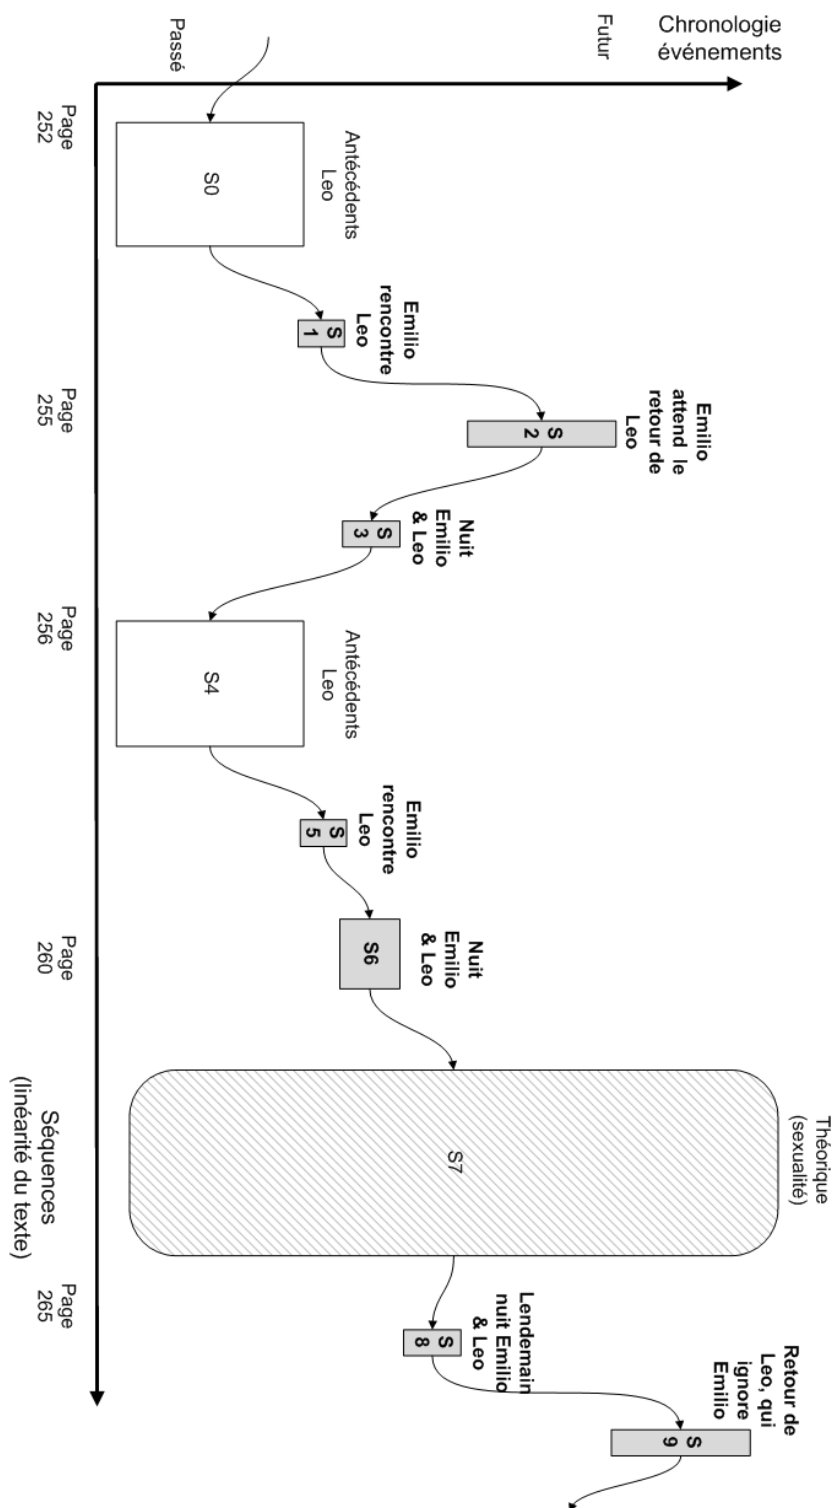 Chronologie
événements
Futur
Passé
Page
252
Antécédents
Leo
S0
Emilio
rencontre
Leo
S
1
Page
255
Emilio
attend le
retour de
Leo
S
2
Nuit
Emilio
& Leo
S
3
Page
256
Antécédents
Leo
S4
Emilio
rencontre
Leo
S
5
Page
260
Nuit
Emilio
& Leo
S6
Théorique
(sexualité)
S7
Séquences
(linéarité du texte)
Page
265
Lendemain
nuit Emilio
& Leo
S
8
Retour de
Leo, qui
ignore
Emilio
S
9